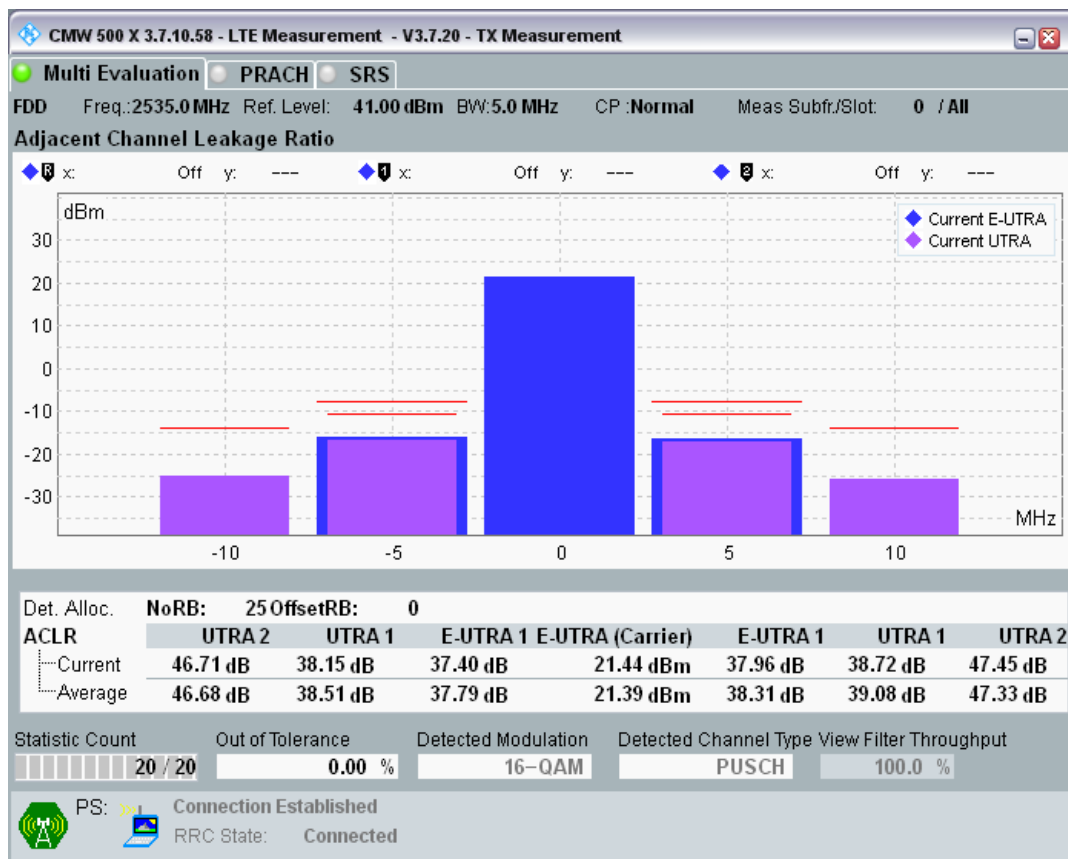 CMW 500 X 3.7.10.58 - LTE Measurement - V3.7.20 - TX Measurement
Multi Evaluation PRACH SRS
FDD Freq.:2535.0 MHz Ref. Level: 41.00 dBm BW:5.0 MHz CP :Normal Meas Subfr./Slot: 0 / All
Adjacent Channel Leakage Ratio
R x: Off y: --- 1 x: Off y: --- 2 x: Off y: ---
dBm
Current E-UTRA
Current UTRA
30
20
10
0
-10
-20
-30
MHz
-10 -5 0 5 10
Det. Alloc. NoRB: 25 OffsetRB: 0
ACLR UTRA 2 UTRA 1 E-UTRA 1 E-UTRA (Carrier) E-UTRA 1 UTRA 1 UTRA 2
Current 46.71 dB 38.15 dB 37.40 dB 21.44 dBm 37.96 dB 38.72 dB 47.45 dB
Average 46.68 dB 38.51 dB 37.79 dB 21.39 dBm 38.31 dB 39.08 dB 47.33 dB
Statistic Count Out of Tolerance Detected Modulation Detected Channel Type View Filter Throughput
20 / 20 0.00 % 16-QAM PUSCH 100.0 %
PS: Connection Established
RRC State: Connected